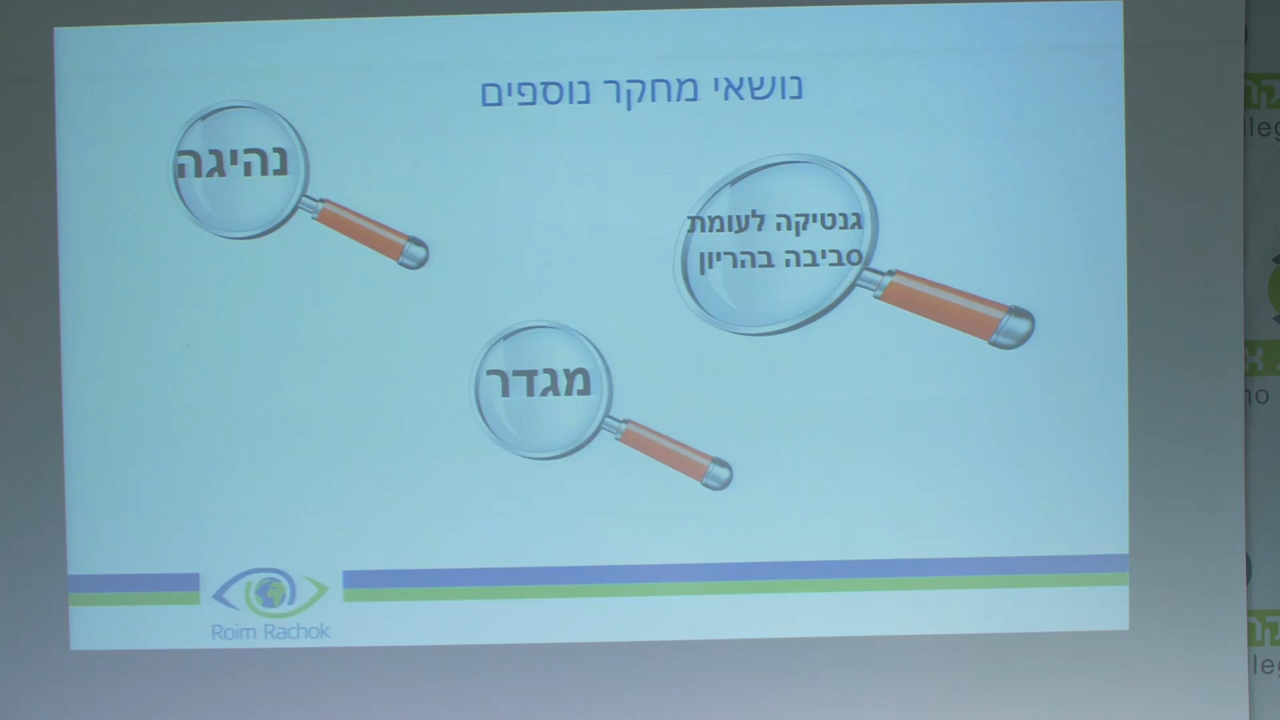 נושאי מחקר נוספים
גנטיקה לעומת
סביבה בהריון
נהיגה
מגדר
Roim Rachok